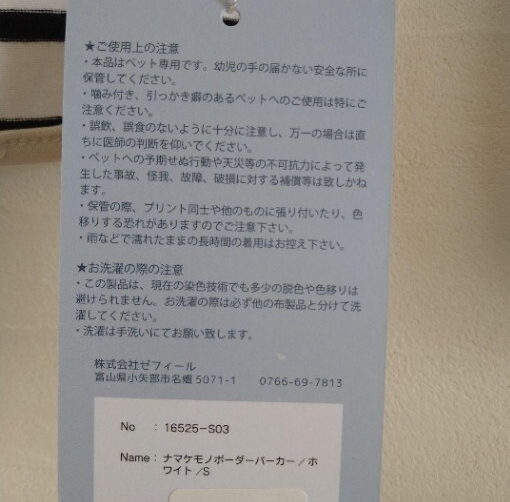 ★ご使用上の注意
・本品はペット専用です。幼児の手の届かない安全な所に
保管してください。
・噛み付き、引っかき癖のあるペットへのご使用は特にご
注意ください。
・誤飲、誤食のないように十分に注意し、万一の場合は直
ちに医師の判断を仰いでください。
・ペットへの予期せぬ行動や天災等の不可抗力によって発
生した事故、怪我、故障、破損に対する補償等は致しかね
ます。
・保管の際、プリント同士や他のものに張り付いたり、色
移りする恐れがありますのでご注意下さい。
・雨などで濡れたままの長時間の着用はお控え下さい。
★お洗濯の際の注意
・この製品は、現在の染色技術でも多少の脱色や色移りは
避けられません。お洗濯の際は必ず他の布製品と分けて洗
濯してください。
・洗濯は手洗いにてお願い致します。
株式会社ゼフィール
富山県小矢部市名畑 5071-1 0766-69-7813
No : 16525-S03
Name : ナマケモノボーダーパーカー / ホ
ワイト /S